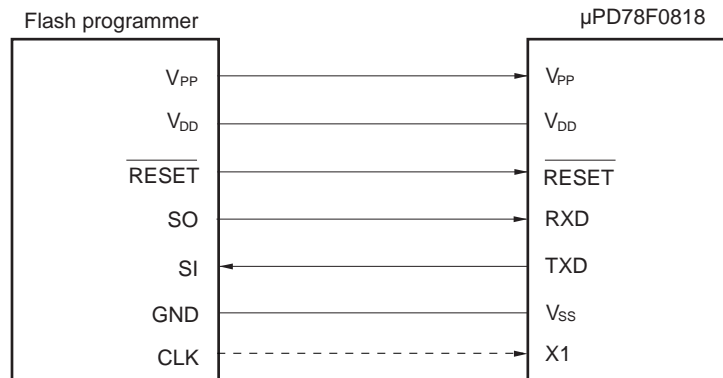 Flash programmer
µPD78F0818
VPP
VPP
VDD
VDD
RESET
RESET
SO
RXD
SI
TXD
GND
VSS
CLK
X1